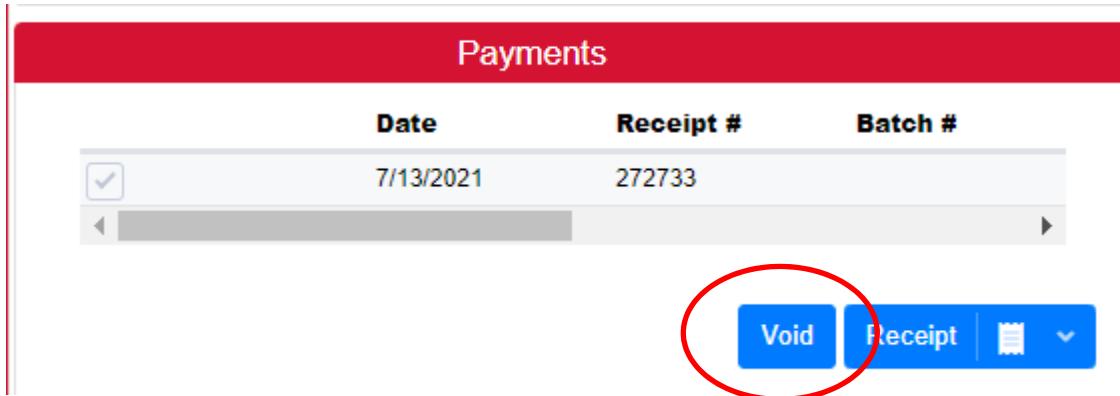 Payments
Date Receipt # Batch #
7/13/2021 272733
Void Receipt